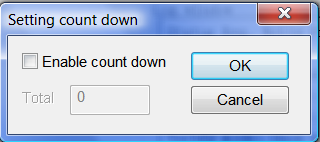 Setting count down
Enable count down
OK
Total 0
Cancel